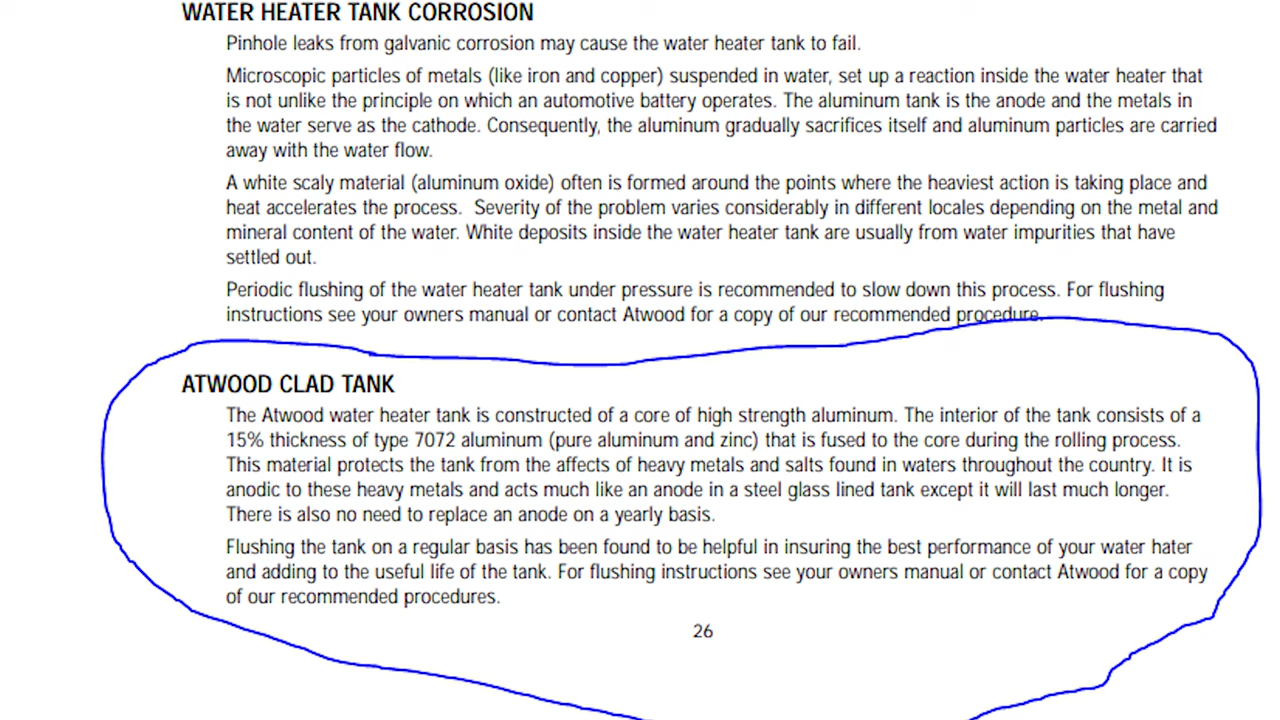 WATER HEATER TANK CORROSION
Pinhole leaks from galvanic corrosion may cause the water heater tank to fail.
Microscopic particles of metals (like iron and copper) suspended in water, set up a reaction inside the water heater that
is not unlike the principle on which an automotive battery operates. The aluminum tank is the anode and the metals in
the water serve as the cathode. Consequently, the aluminum gradually sacrifices itself and aluminum particles are carried
away with the water flow.
A white scaly material (aluminum oxide) often is formed around the points where the heaviest action is taking place and
heat accelerates the process. Severity of the problem varies considerably in different locales depending on the metal and
mineral content of the water. White deposits inside the water heater tank are usually from water impurities that have
settled out.
Periodic flushing of the water heater tank under pressure is recommended to slow down this process. For flushing
instructions see your owners manual or contact Atwood for a copy of our recommended procedure.
ATWOOD CLAD TANK
The Atwood water heater tank is constructed of a core of high strength aluminum. The interior of the tank consists of a
15% thickness of type 7072 aluminum (pure aluminum and zinc) that is fused to the core during the rolling process.
This material protects the tank from the affects of heavy metals and salts found in waters throughout the country. It is
anodic to these heavy metals and acts much like an anode in a steel glass lined tank except it will last much longer.
There is also no need to replace an anode on a yearly basis.
Flushing the tank on a regular basis has been found to be helpful in insuring the best performance of your water hater
and adding to the useful life of the tank. For flushing instructions see your owners manual or contact Atwood for a copy
of our recommended procedures.
26